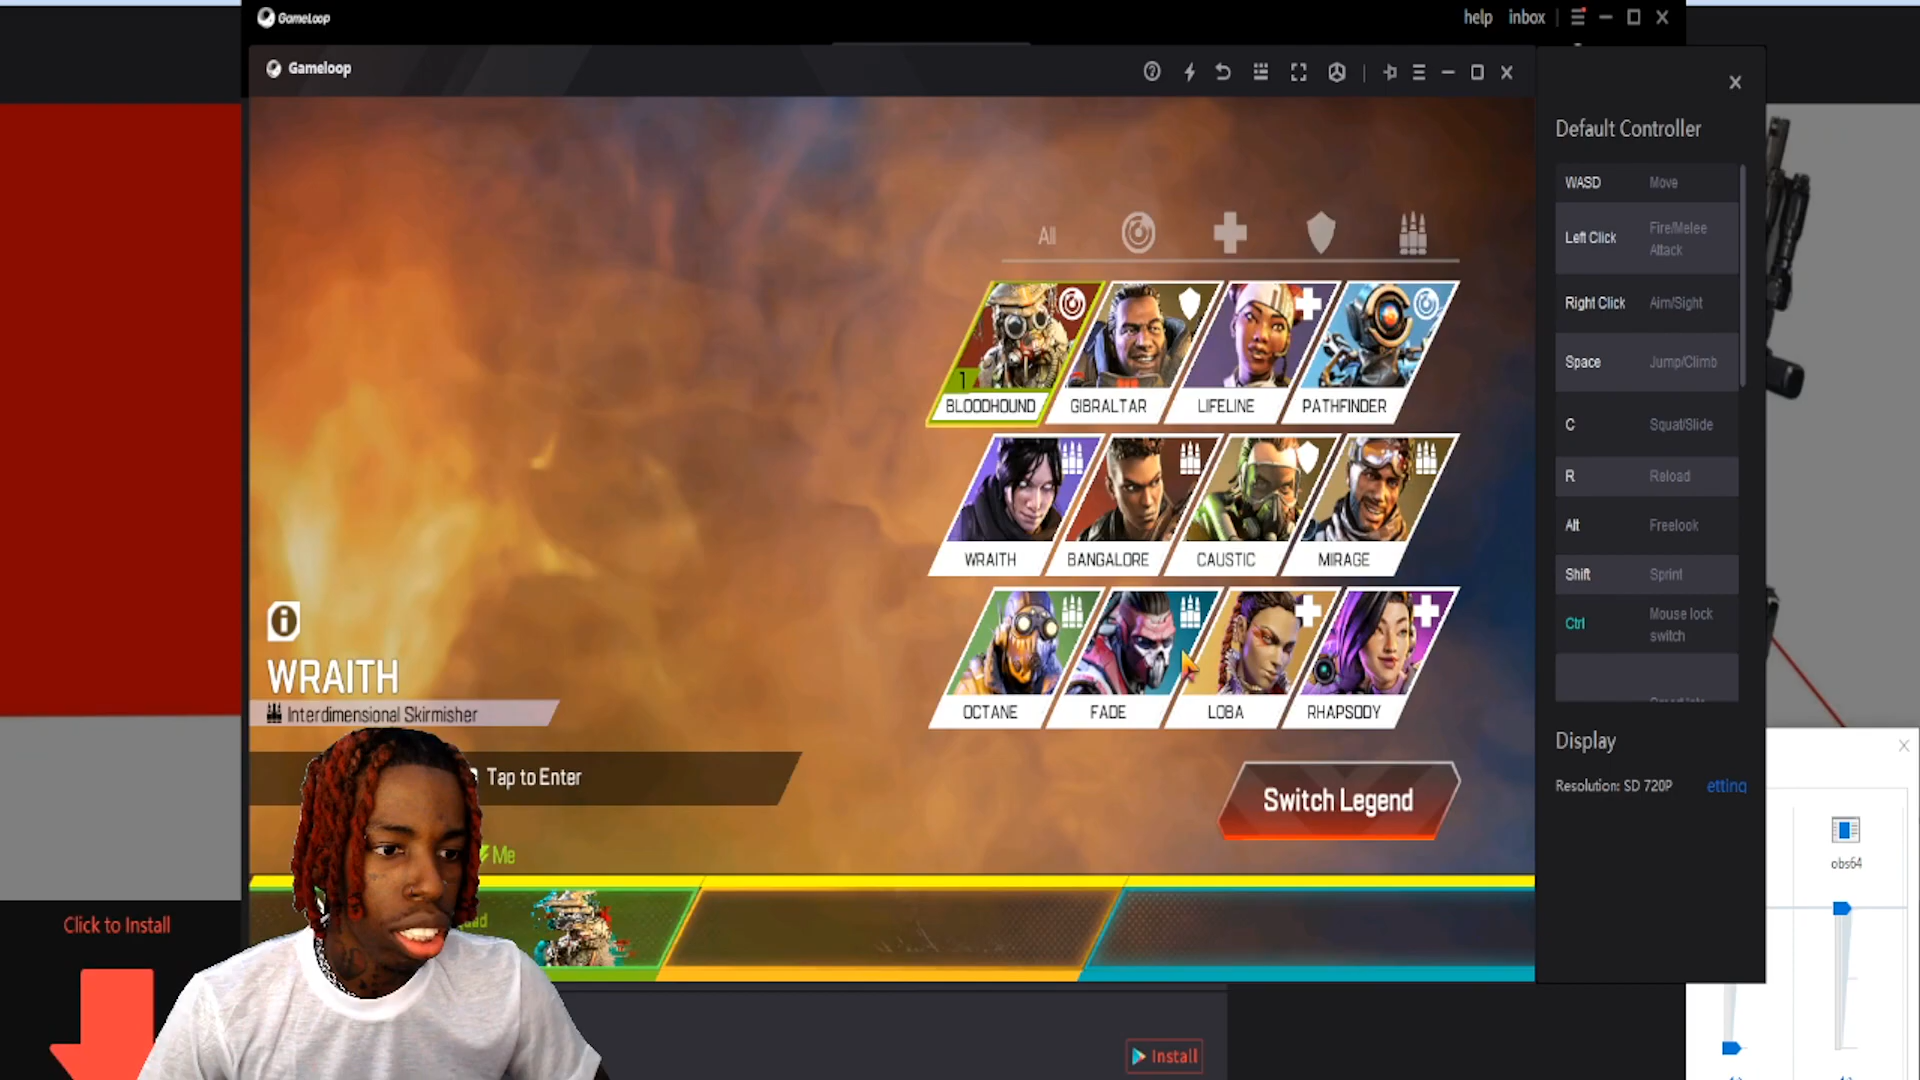 GameLoop
help
inbox
Gameloop
Default Controller
WASD Move
Left Click Fire/Melee
Attack
Right Click Aim/Sight
Space Jump/Climb
C Squat/Slide
R Reload
Alt Freelook
Shift Sprint
Ctrl Mouse lock
switch
Display
Resolution: SD 720P etting
All
1
BLOODHOUND
GIBRALTAR
LIFELINE
PATHFINDER
WRAITH
BANGALORE
CAUSTIC
MIRAGE
OCTANE
FADE
LOBA
RHAPSODY
WRAITH
Interdimensional Skirmisher
Tap to Enter
Switch Legend
Me
obs64
Click to Install
Install